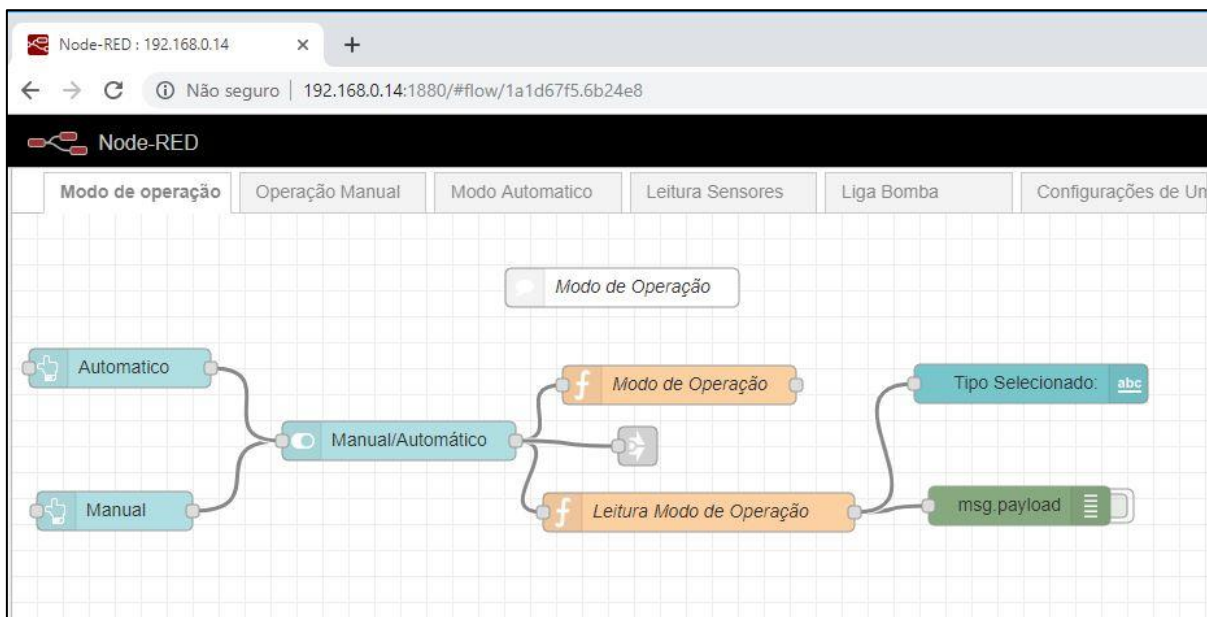 Node-RED : 192.168.0.14
Não seguro | 192.168.0.14:1880/#flow/1a1d67f5.6b24e8
Node-RED
Modo de operação Operação Manual Modo Automatico Leitura Sensores Liga Bomba Configurações de Um
Modo de Operação
Automatico
Modo de Operação
Tipo Selecionado: abc
Manual/Automático
Manual
Leitura Modo de Operação
msg.payload